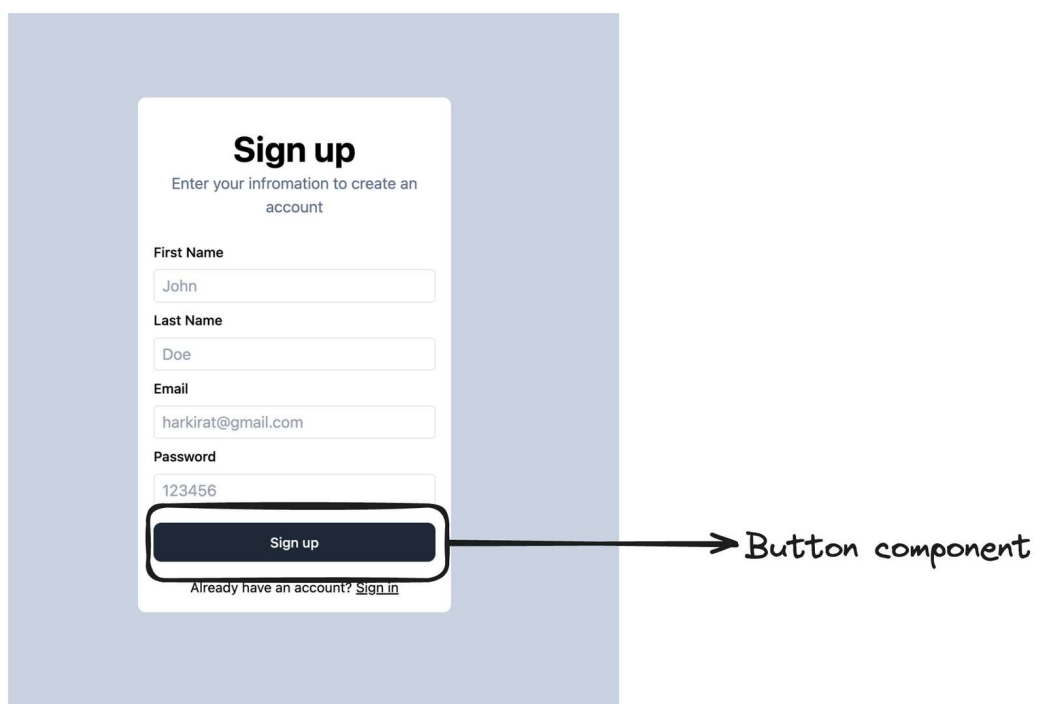 Sign up
Enter your infromation to create an
account
First Name
John
Last Name
Doe
Email
harkirat@gmail.com
Password
123456
Sign up
Button component
Already have an account? Sign in